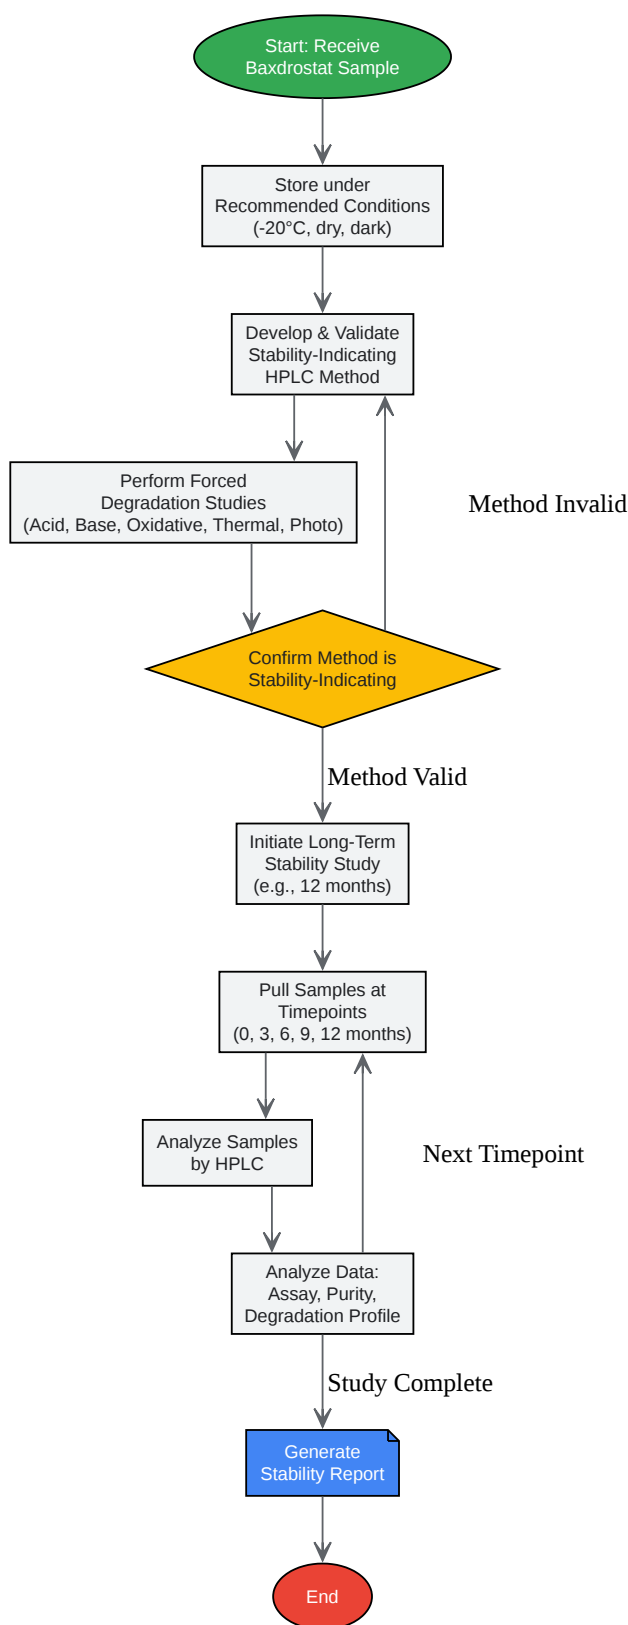 Start: Receive
Baxdrostat Sample
Store under
Recommended Conditions
(-20°C, dry, dark)
Develop & Validate
Stability-Indicating
HPLC Method
Perform Forced
Degradation Studies
(Acid, Base, Oxidative, Thermal, Photo)
Method Invalid
Confirm Method is
Stability-Indicating
Method Valid
Initiate Long-Term
Stability Study
(e.g., 12 months)
Pull Samples at
Timepoints
(0, 3, 6, 9, 12 months)
Analyze Samples
by HPLC
Next Timepoint
Analyze Data:
Assay, Purity,
Degradation Profile
Study Complete
Generate
Stability Report
End